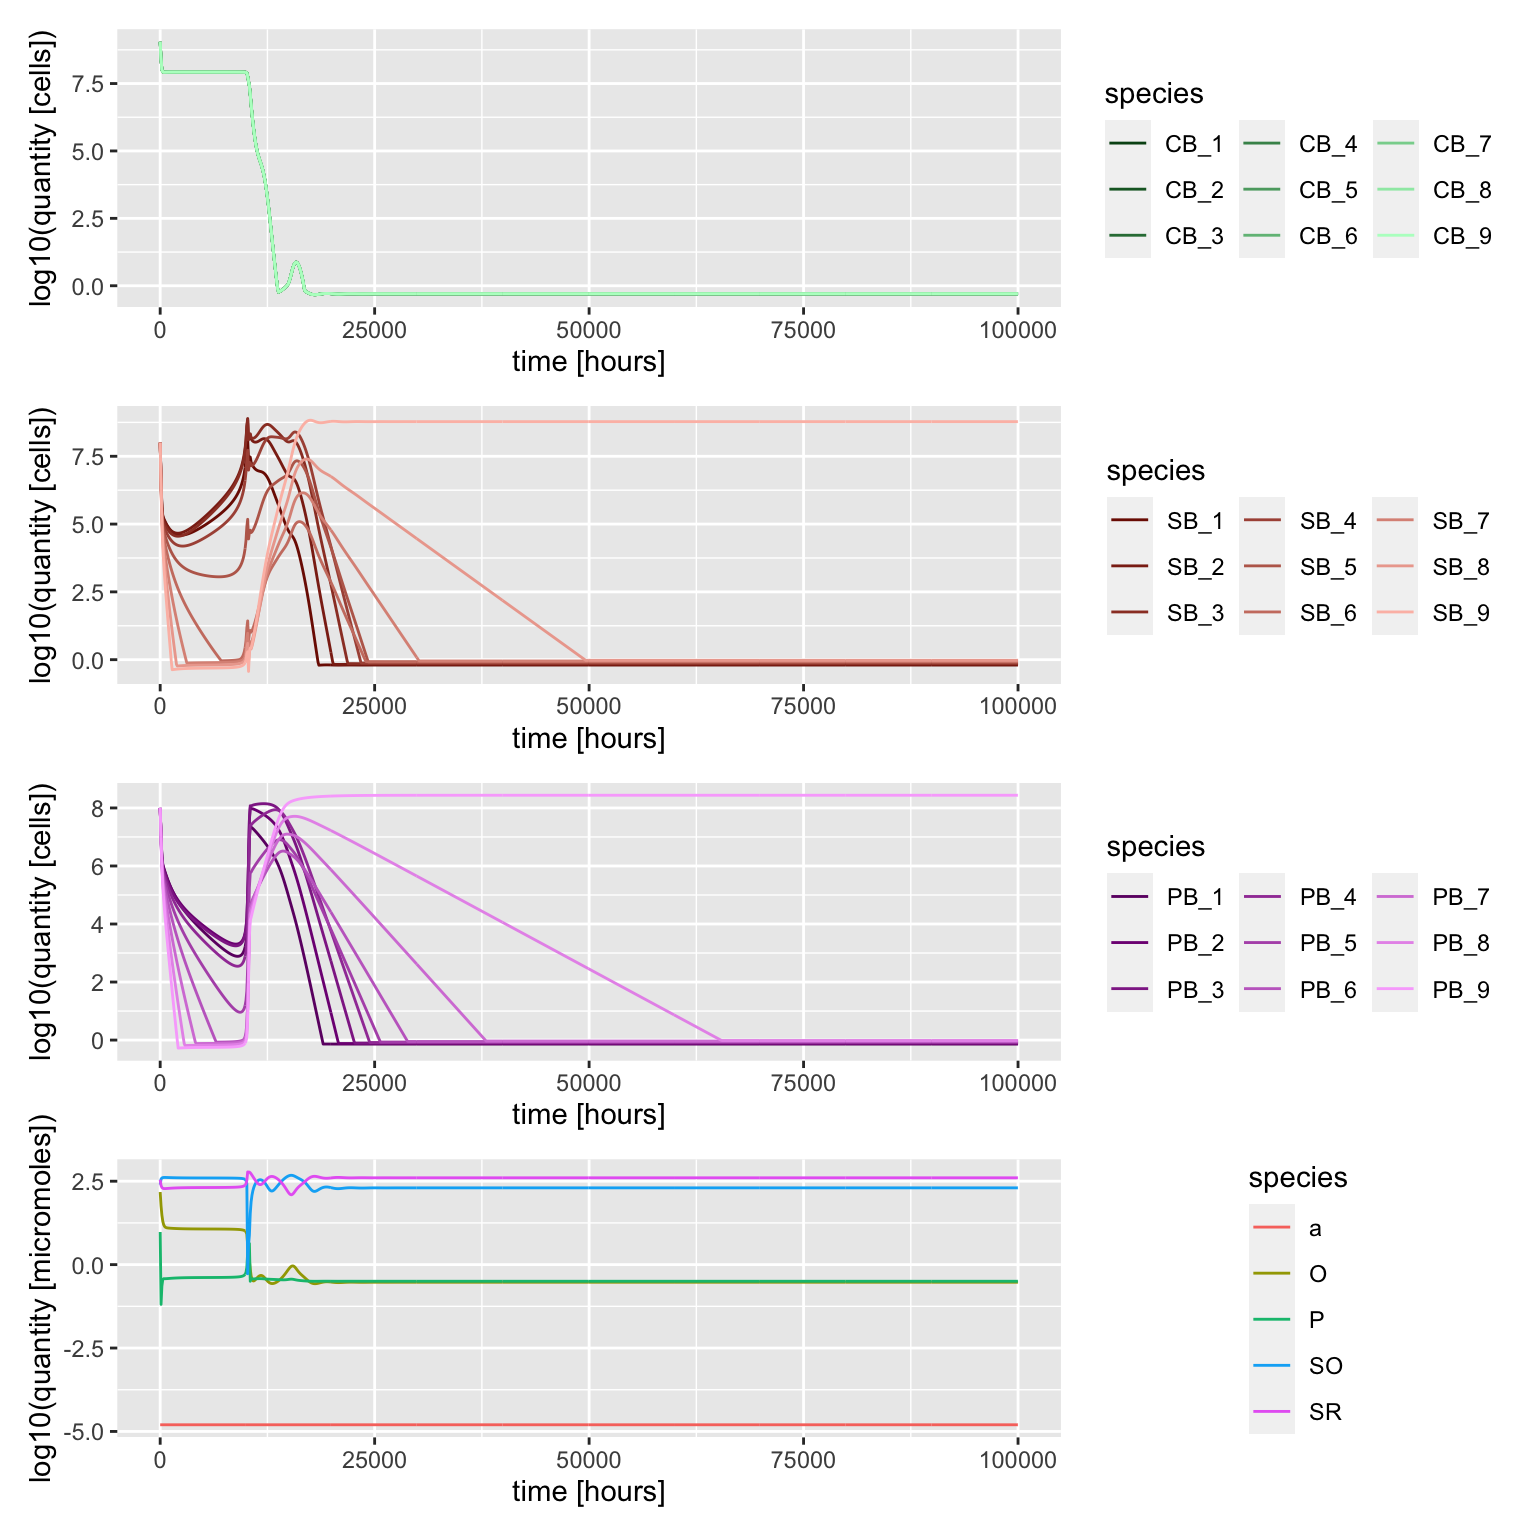 log10(quantity [cells])
7.5
5.0
2.5
0.0
0 25000 50000 75000 100000
time [hours]
species
CB_1 CB_4 CB_7
CB_2 CB_5 CB_8
CB_3 CB_6 CB_9
log10(quantity [cells])
7.5
5.0
2.5
0.0
0 25000 50000 75000 100000
time [hours]
species
SB_1 SB_4 SB_7
SB_2 SB_5 SB_8
SB_3 SB_6 SB_9
log10(quantity [cells])
8
6
4
2
0
0 25000 50000 75000 100000
time [hours]
species
PB_1 PB_4 PB_7
PB_2 PB_5 PB_8
PB_3 PB_6 PB_9
log10(quantity [micromoles])
2.5
0.0
-2.5
-5.0
0 25000 50000 75000 100000
time [hours]
species
a
O
P
SO
SR